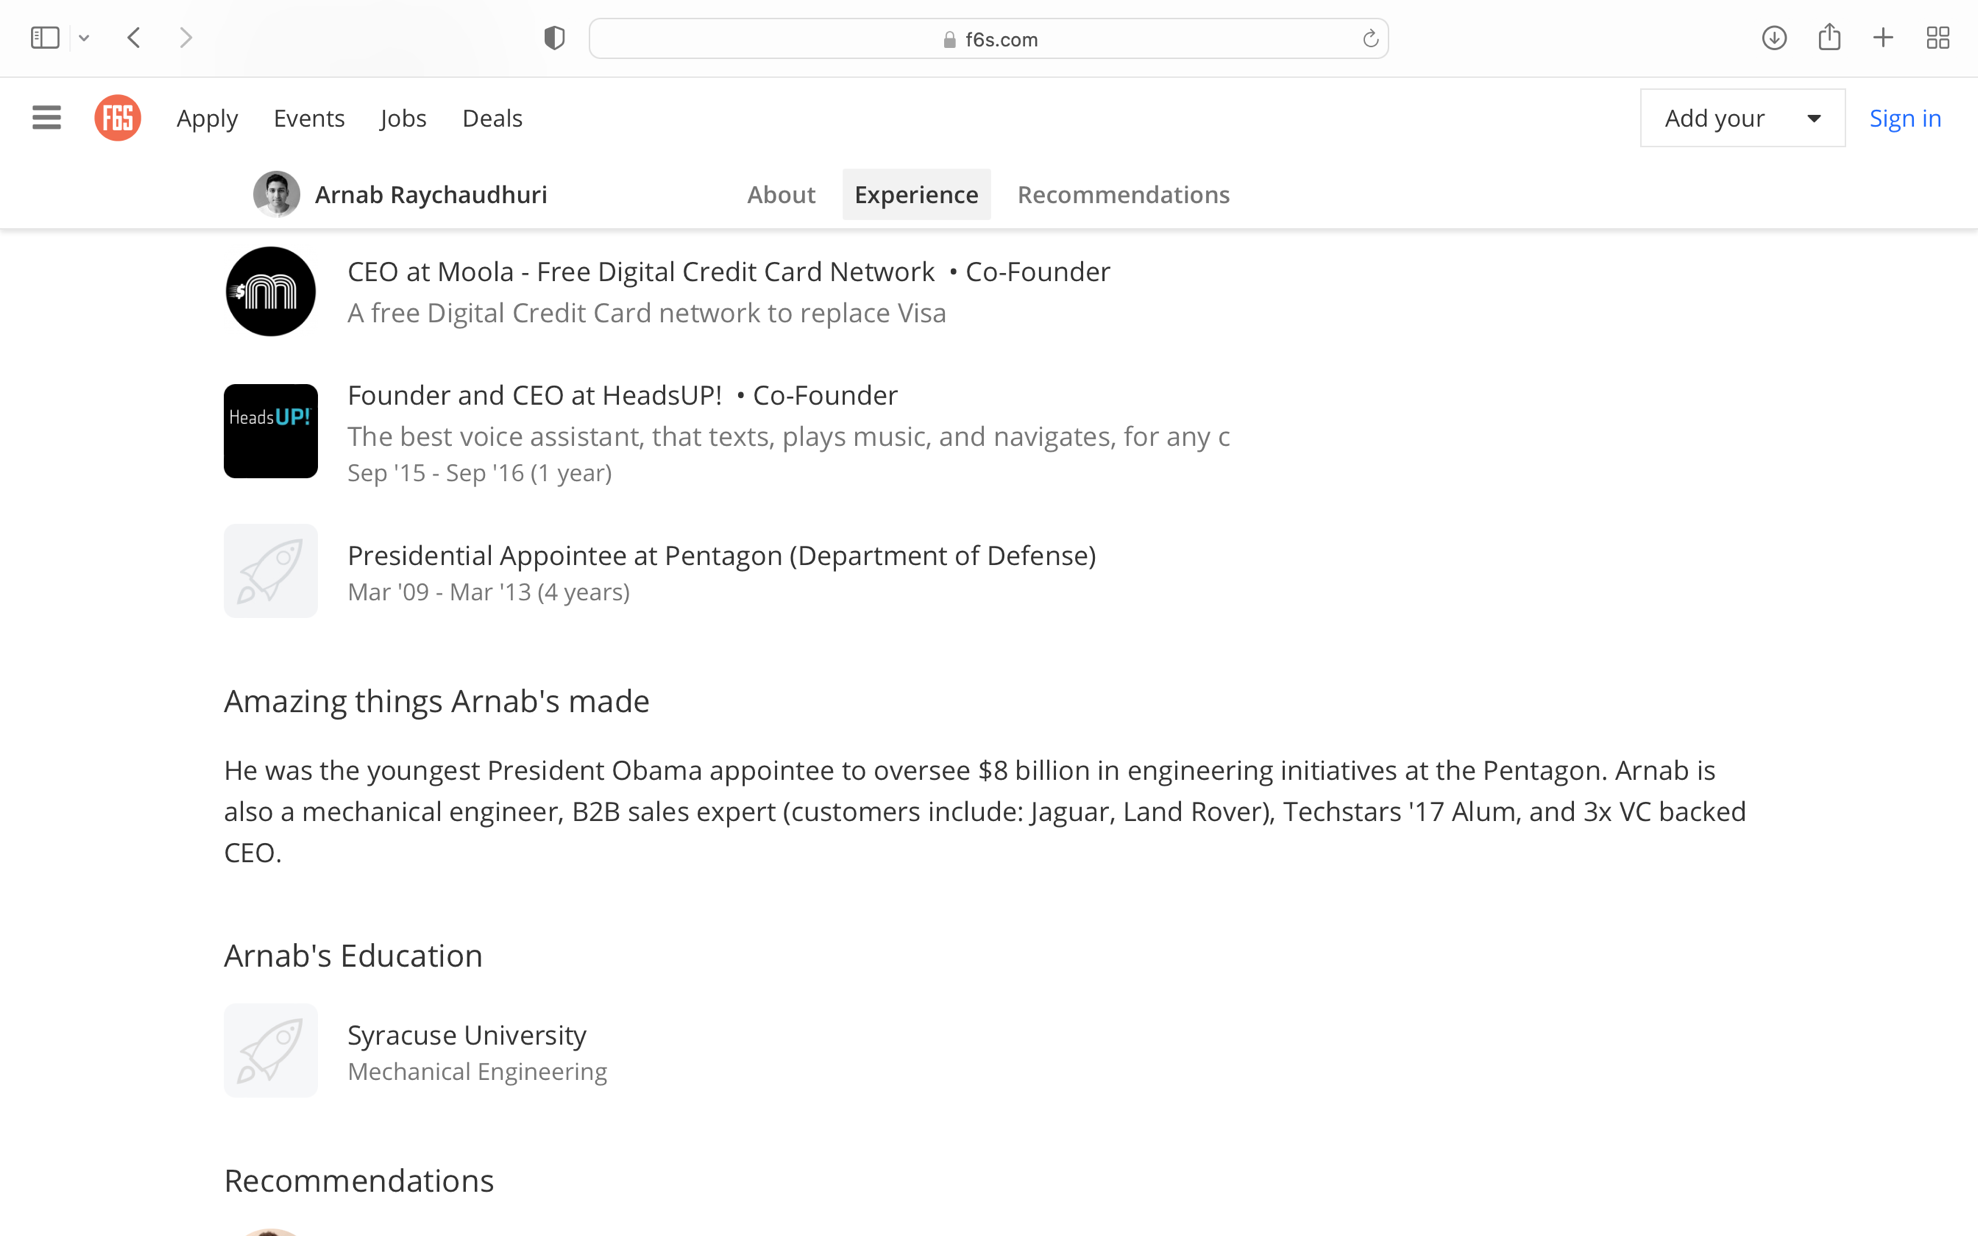 f6s.com
F6S Apply Events Jobs Deals Add your Sign in
Arnab Raychaudhuri About Experience Recommendations
$m
CEO at Moola - Free Digital Credit Card Network • Co-Founder
A free Digital Credit Card network to replace Visa
HeadsUP!
Founder and CEO at HeadsUP! • Co-Founder
The best voice assistant, that texts, plays music, and navigates, for any c
Sep '15 - Sep '16 (1 year)
Presidential Appointee at Pentagon (Department of Defense)
Mar '09 - Mar '13 (4 years)
Amazing things Arnab's made
He was the youngest President Obama appointee to oversee $8 billion in engineering initiatives at the Pentagon. Arnab is
also a mechanical engineer, B2B sales expert (customers include: Jaguar, Land Rover), Techstars '17 Alum, and 3x VC backed
CEO.
Arnab's Education
Syracuse University
Mechanical Engineering
Recommendations